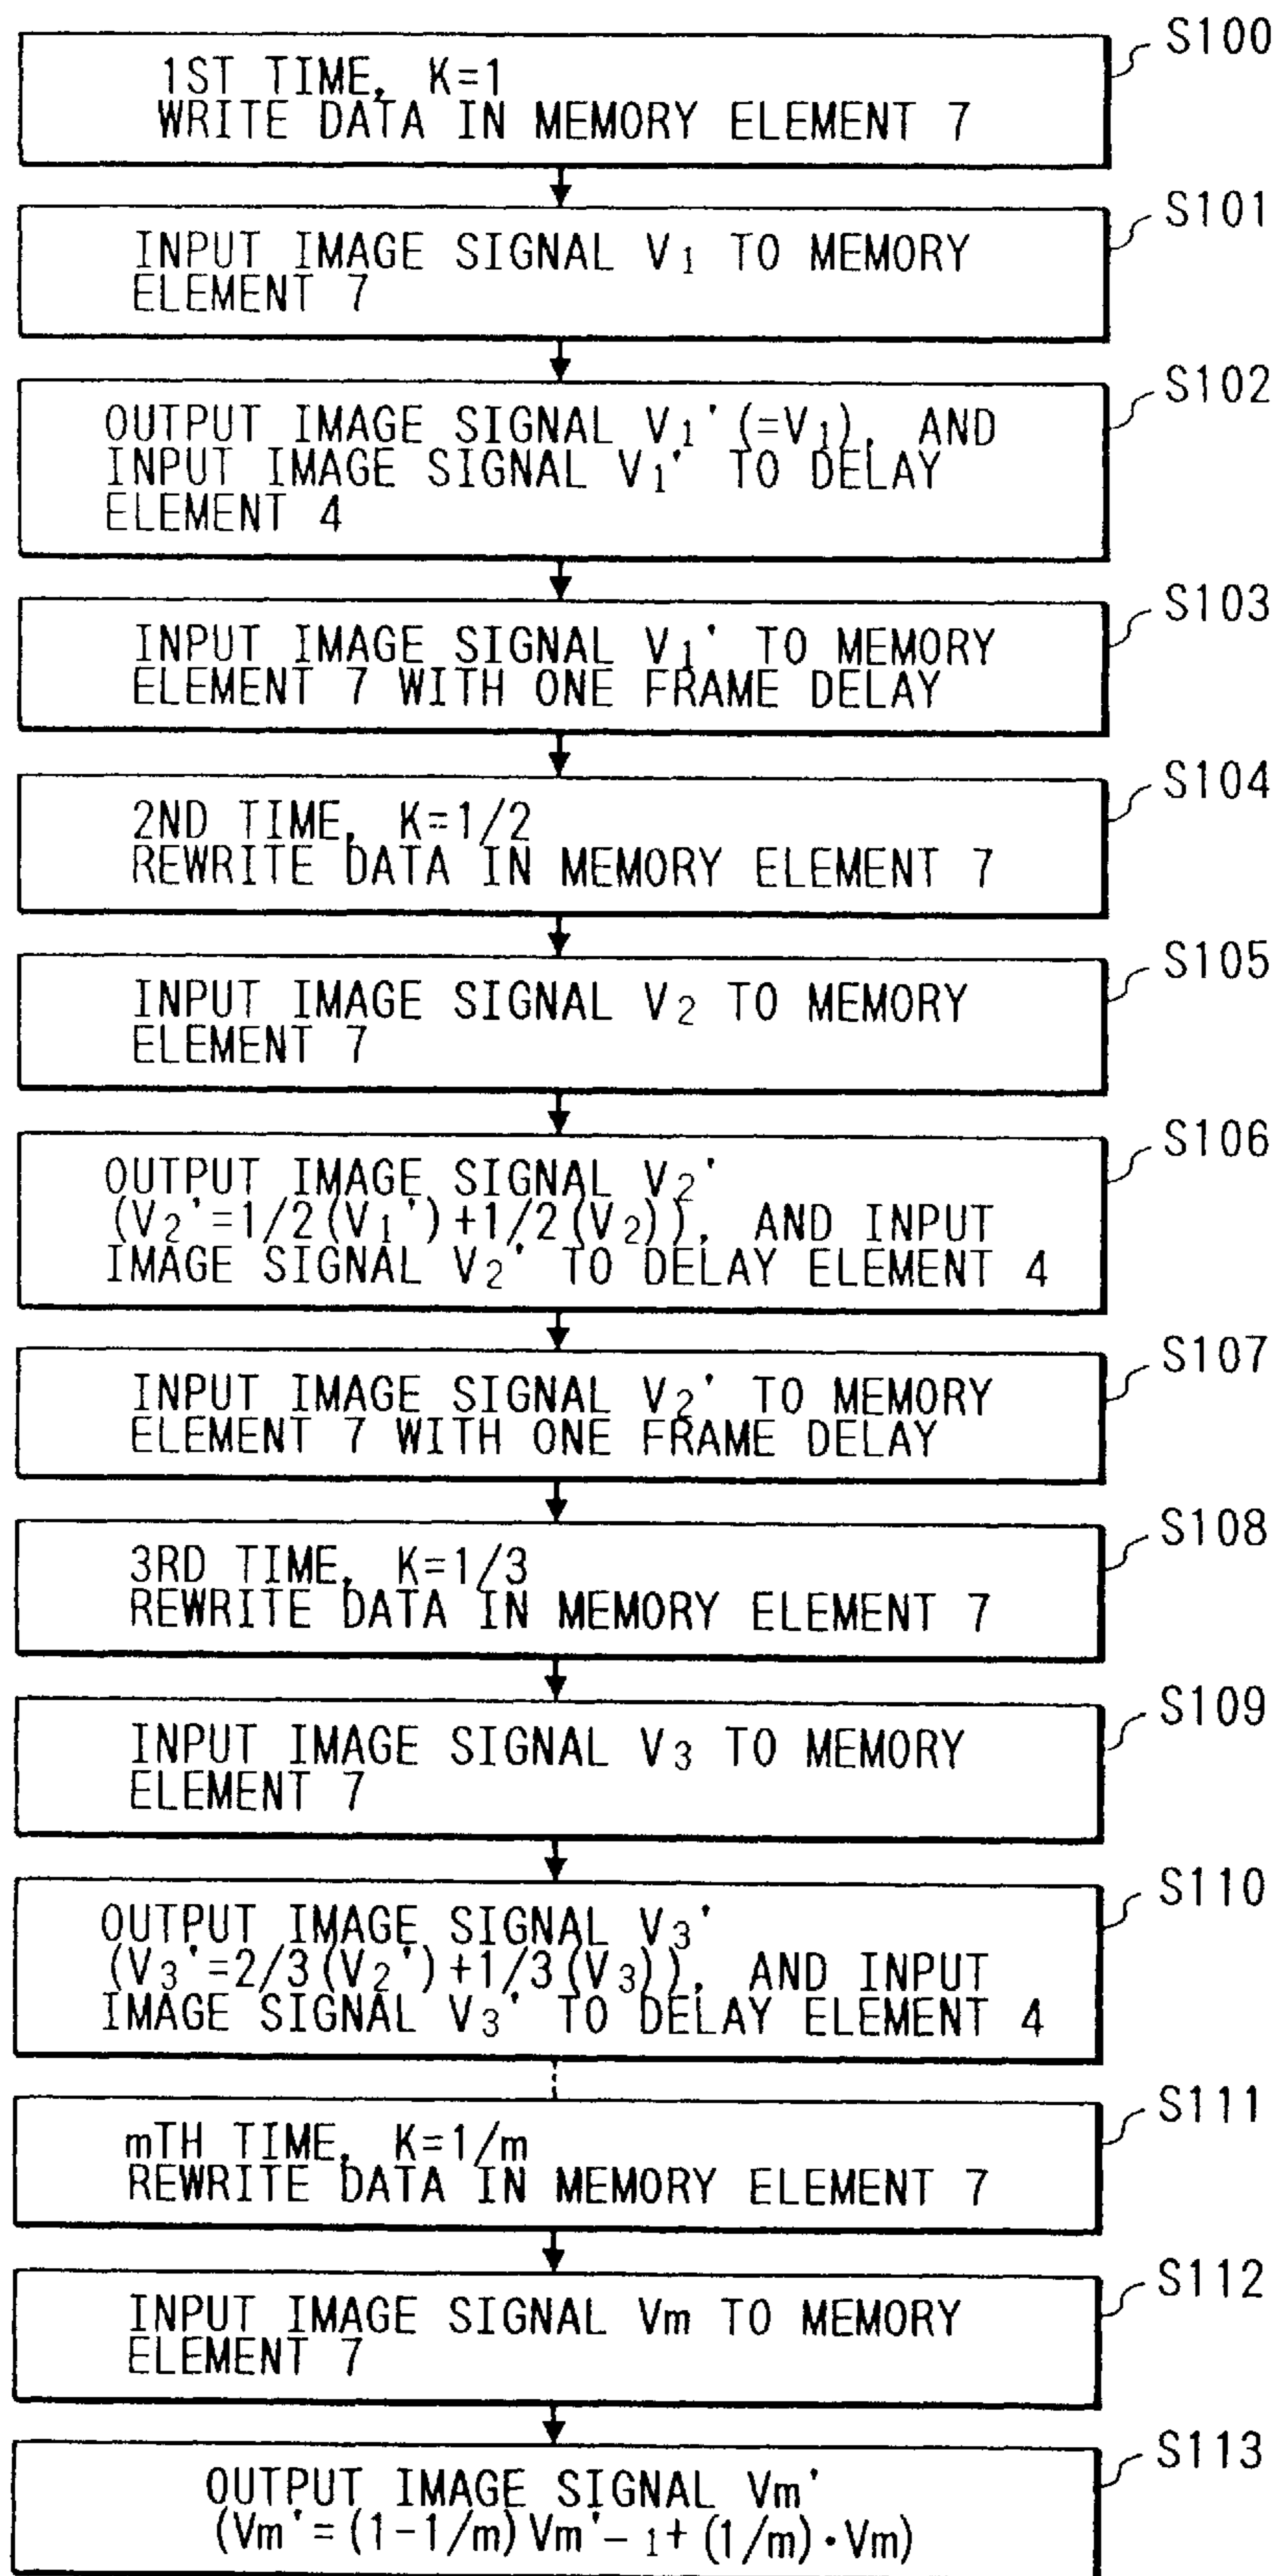 S100
1ST TIME, K=1
WRITE DATA IN MEMORY ELEMENT 7
S101
INPUT IMAGE SIGNAL V1 TO MEMORY
ELEMENT 7
S102
OUTPUT IMAGE SIGNAL V1' (=V1), AND
INPUT IMAGE SIGNAL V1' TO DELAY
ELEMENT 4
S103
INPUT IMAGE SIGNAL V1' TO MEMORY
ELEMENT 7 WITH ONE FRAME DELAY
S104
2ND TIME, K=1/2
REWRITE DATA IN MEMORY ELEMENT 7
S105
INPUT IMAGE SIGNAL V2 TO MEMORY
ELEMENT 7
S106
OUTPUT IMAGE SIGNAL V2'
(V2'=1/2(V1')+1/2(V2)), AND INPUT
IMAGE SIGNAL V2' TO DELAY ELEMENT 4
S107
INPUT IMAGE SIGNAL V2' TO MEMORY
ELEMENT 7 WITH ONE FRAME DELAY
S108
3RD TIME, K=1/3
REWRITE DATA IN MEMORY ELEMENT 7
S109
INPUT IMAGE SIGNAL V3 TO MEMORY
ELEMENT 7
S110
OUTPUT IMAGE SIGNAL V3'
(V3'=2/3(V2')+1/3(V3)), AND INPUT
IMAGE SIGNAL V3' TO DELAY ELEMENT 4
S111
mTH TIME, K=1/m
REWRITE DATA IN MEMORY ELEMENT 7
S112
INPUT IMAGE SIGNAL Vm TO MEMORY
ELEMENT 7
S113
OUTPUT IMAGE SIGNAL Vm'
(Vm'=(1-1/m)Vm'-1+(1/m)·Vm)